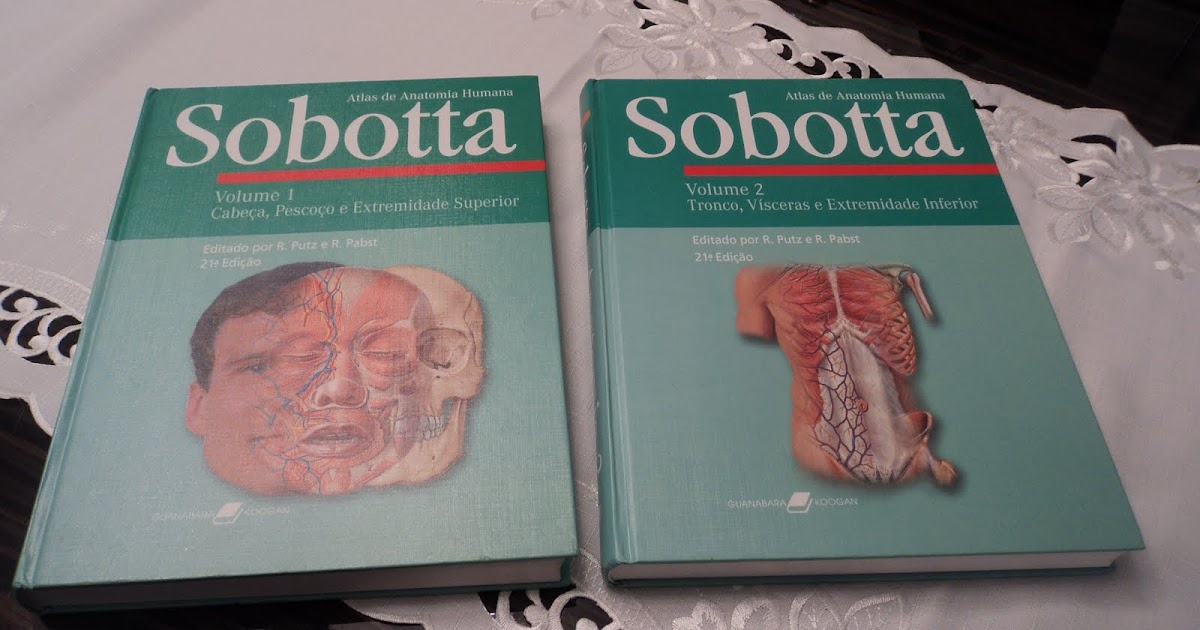 Atlas de Anatomia Humana
Sobotta
Volume 1
Cabeça, Pescoço e Extremidade Superior
Editado por R. Putz e R. Pabst
21ª Edição
GUANABARA KOOGAN
Atlas de Anatomia Humana
Sobotta
Volume 2
Tronco, Vísceras e Extremidade Inferior
Editado por R. Putz e R. Pabst
21ª Edição
GUANABARA KOOGAN